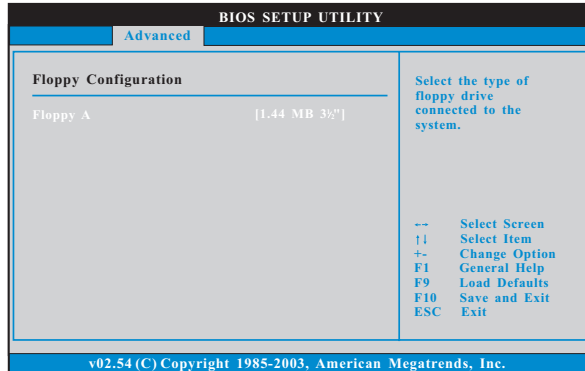 BIOS SETUP UTILITY
Advanced
Floppy Configuration
Floppy A [1.44 MB 3½"]
Select the type of
floppy drive
connected to the
system.
←→ Select Screen
↑↓ Select Item
+- Change Option
F1 General Help
F9 Load Defaults
F10 Save and Exit
ESC Exit
v02.54 (C) Copyright 1985-2003, American Megatrends, Inc.